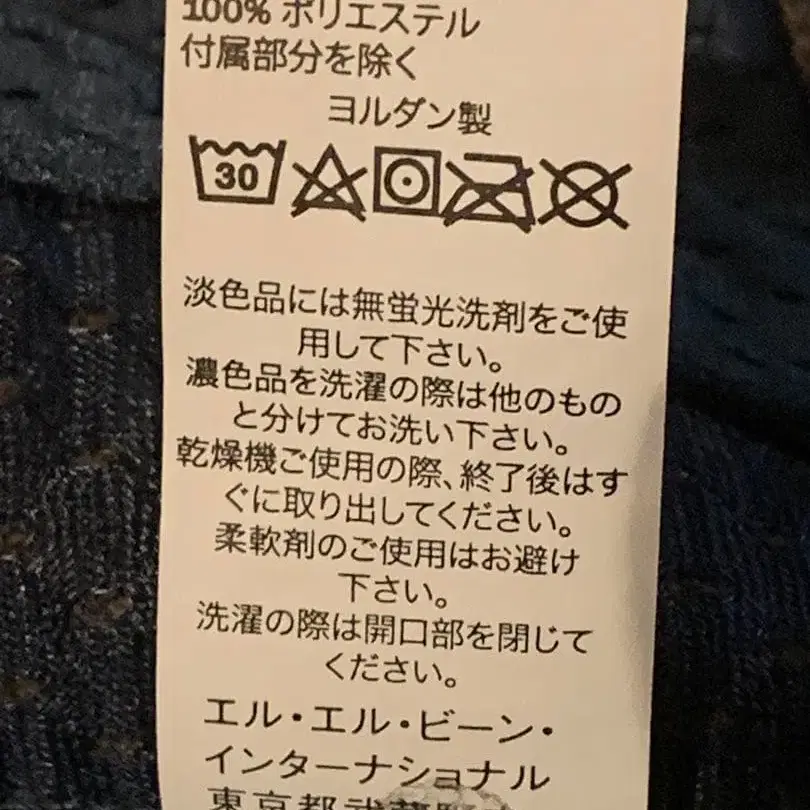 100% ポリエステル
付属部分を除く
ヨルダン製
30
淡色品には無蛍光洗剤をご使
用して下さい。
濃色品を洗濯の際は他のもの
と分けてお洗い下さい。
乾燥機ご使用の際、終了後はす
ぐに取り出してください。
柔軟剤のご使用はお避け
下さい。
洗濯の際は開口部を閉じて
ください。
エル・エル・ビーン・
インターナショナル
東京都武蔵野